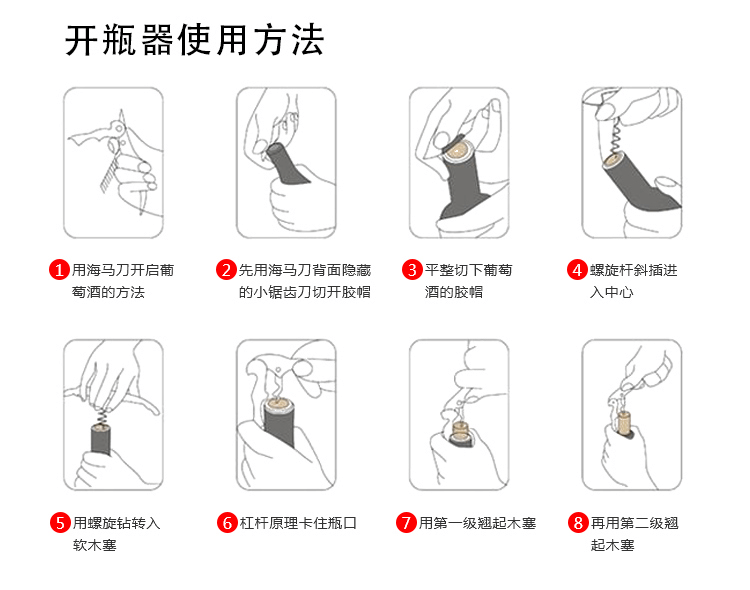 开瓶器使用方法
1 用海马刀开启葡
萄酒的方法
2 先用海马刀背面隐藏
的小锯齿刀切开胶帽
3 平整切下葡萄
酒的胶帽
4 螺旋杆斜插进
入中心
5 用螺旋钻转入
软木塞
6 杠杆原理卡住瓶口
7 用第一级翘起木塞
8 再用第二级翘
起木塞